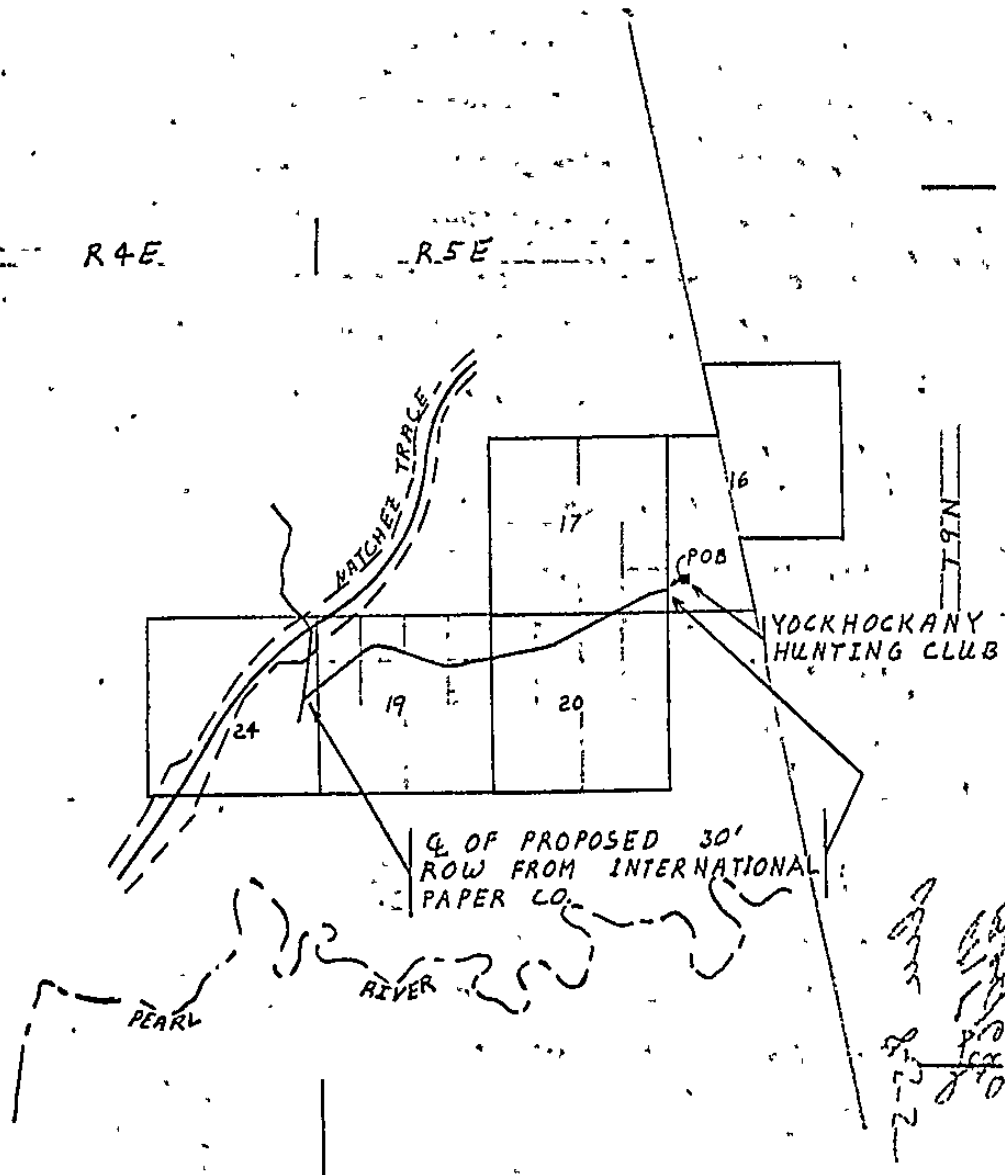 R4E
R5E
NATCHEZ TRACE
16
17
T9N
POB
YOCKHOCKANY
HUNTING CLUB
24
19
20
℄ OF PROPOSED 30'
ROW FROM INTERNATIONAL
PAPER CO.
PEARL
RIVER